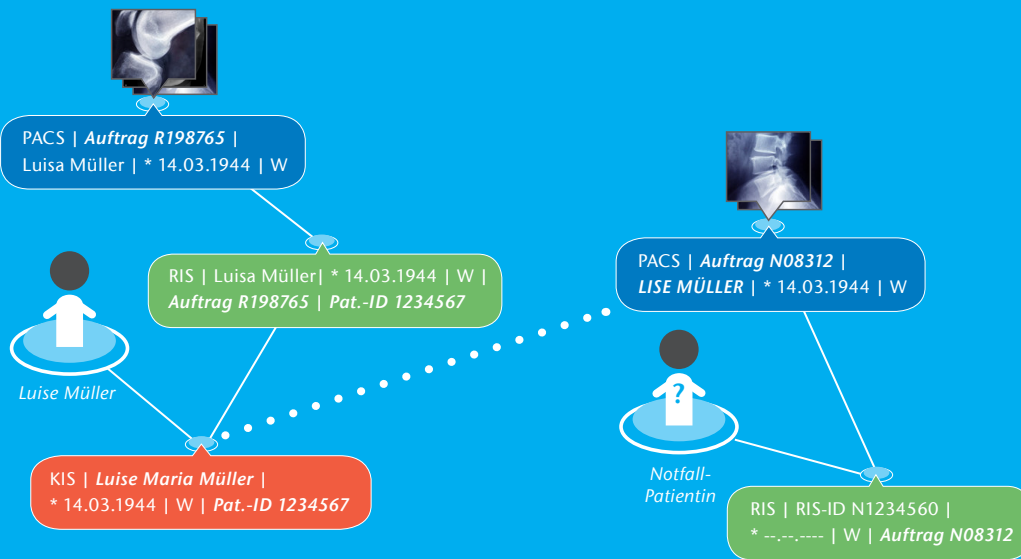 PACS | Auftrag R198765 |
Luisa Müller | * 14.03.1944 | W
RIS | Luisa Müller| * 14.03.1944 | W |
Auftrag R198765 | Pat.-ID 1234567
Luise Müller
KIS | Luise Maria Müller |
* 14.03.1944 | W | Pat.-ID 1234567
PACS | Auftrag N08312 |
LISE MÜLLER | * 14.03.1944 | W
?
Notfall-
Patientin
RIS | RIS-ID N1234560 |
* --.--.---- | W | Auftrag N08312